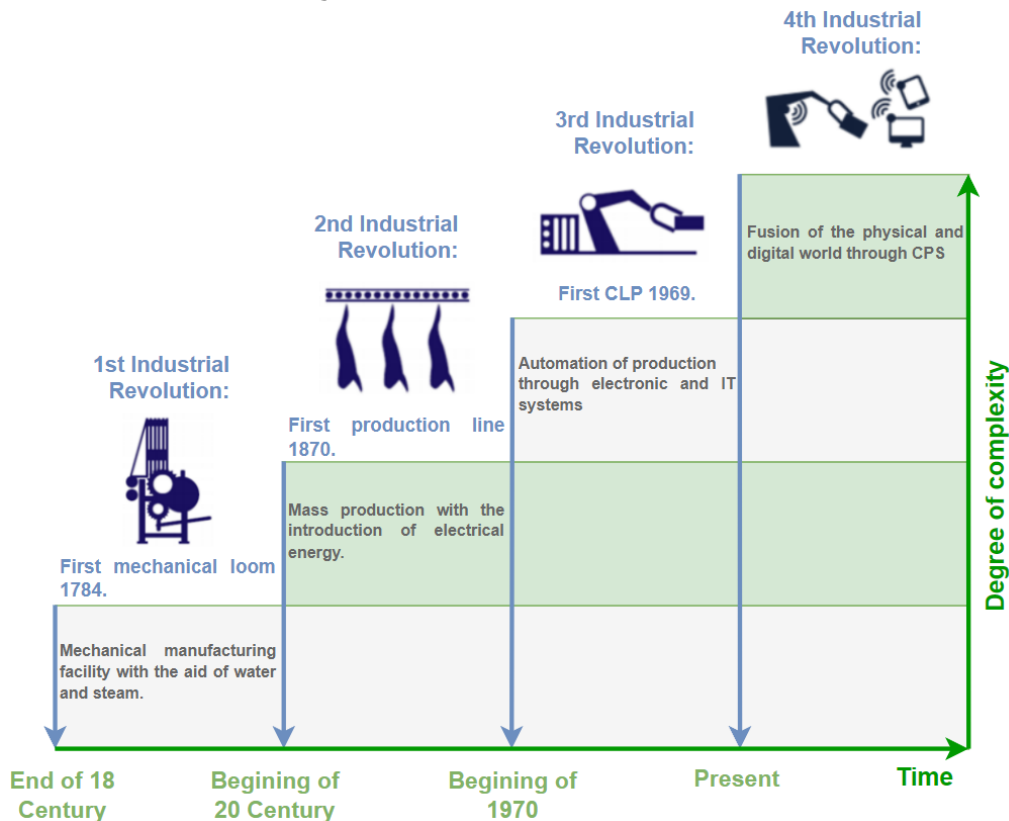 4th Industrial
Revolution:
3rd Industrial
Revolution:
Fusion of the physical and
digital world through CPS
2nd Industrial
Revolution:
First CLP 1969.
1st Industrial
Revolution:
Automation of production
through electronic and IT
systems
First production line
1870.
Mass production with the
introduction of electrical
energy.
First mechanical loom
1784.
Mechanical manufacturing
facility with the aid of water
and steam.
Degree of complexity
End of 18
Century
Begining of
20 Century
Begining of
1970
Present
Time